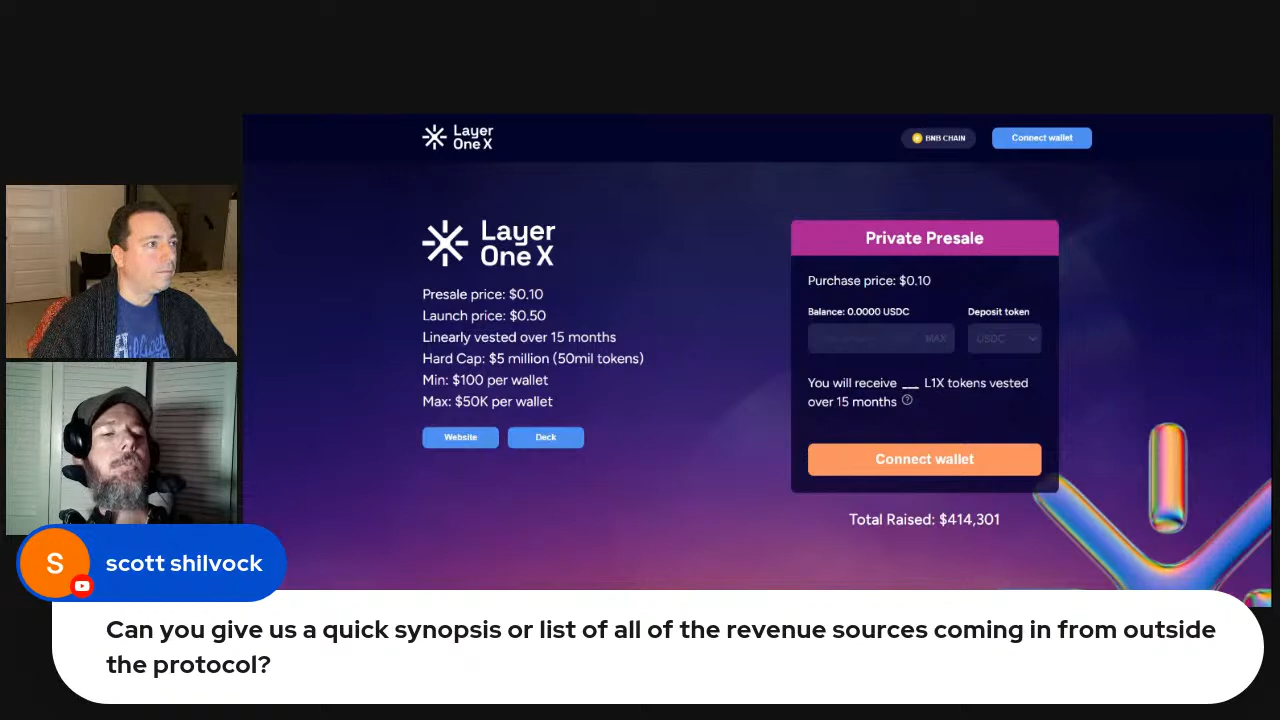 Layer
One X
BNB CHAIN
Connect wallet
Layer
One X
Presale price: $0.10
Launch price: $0.50
Linearly vested over 15 months
Hard Cap: $5 million (50mil tokens)
Min: $100 per wallet
Max: $50K per wallet
Website
Deck
Private Presale
Purchase price: $0.10
Balance: 0.0000 USDC
Deposit token
MAX
USDC
You will receive __ L1X tokens vested
over 15 months ?
Connect wallet
Total Raised: $414,301
S
scott shilvock
Can you give us a quick synopsis or list of all of the revenue sources coming in from outside
the protocol?